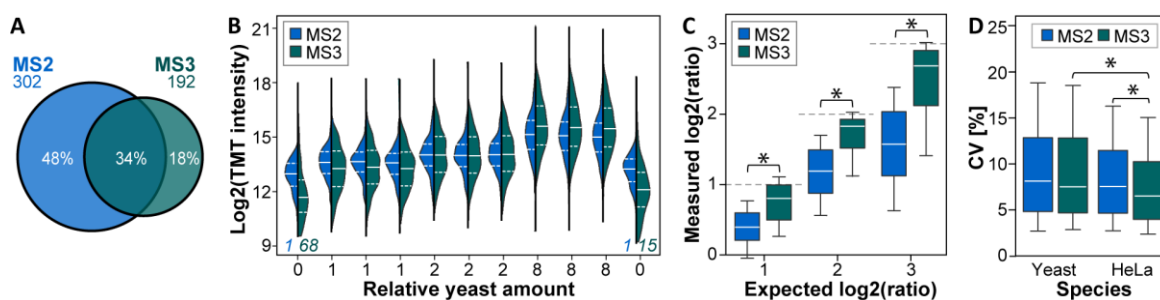 A
MS2
302
MS3
192
48%
34%
18%
B
MS2
MS3
Log2(TMT intensity)
21
18
15
12
9
1 68
1 15
0 1 1 1 2 2 2 8 8 8 0
Relative yeast amount
C
MS2
MS3
Measured log2(ratio)
3
2
1
0
*
*
*
1 2 3
Expected log2(ratio)
D
MS2 MS3
CV [%]
25
20
15
10
5
0
*
*
Yeast HeLa
Species